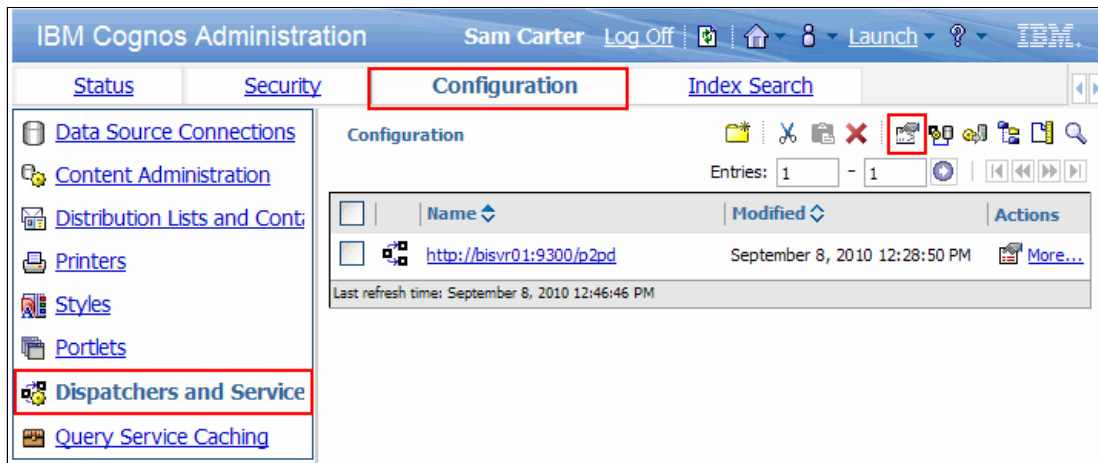 IBM Cognos Administration Sam Carter Log Off Launch ? IBM.
Status Security Configuration Index Search
Data Source Connections
Content Administration
Distribution Lists and Conta
Printers
Styles
Portlets
Dispatchers and Service
Query Service Caching
Configuration
Entries: 1 - 1
Name Modified Actions
http://bisvr01:9300/p2pd September 8, 2010 12:28:50 PM More...
Last refresh time: September 8, 2010 12:46:46 PM